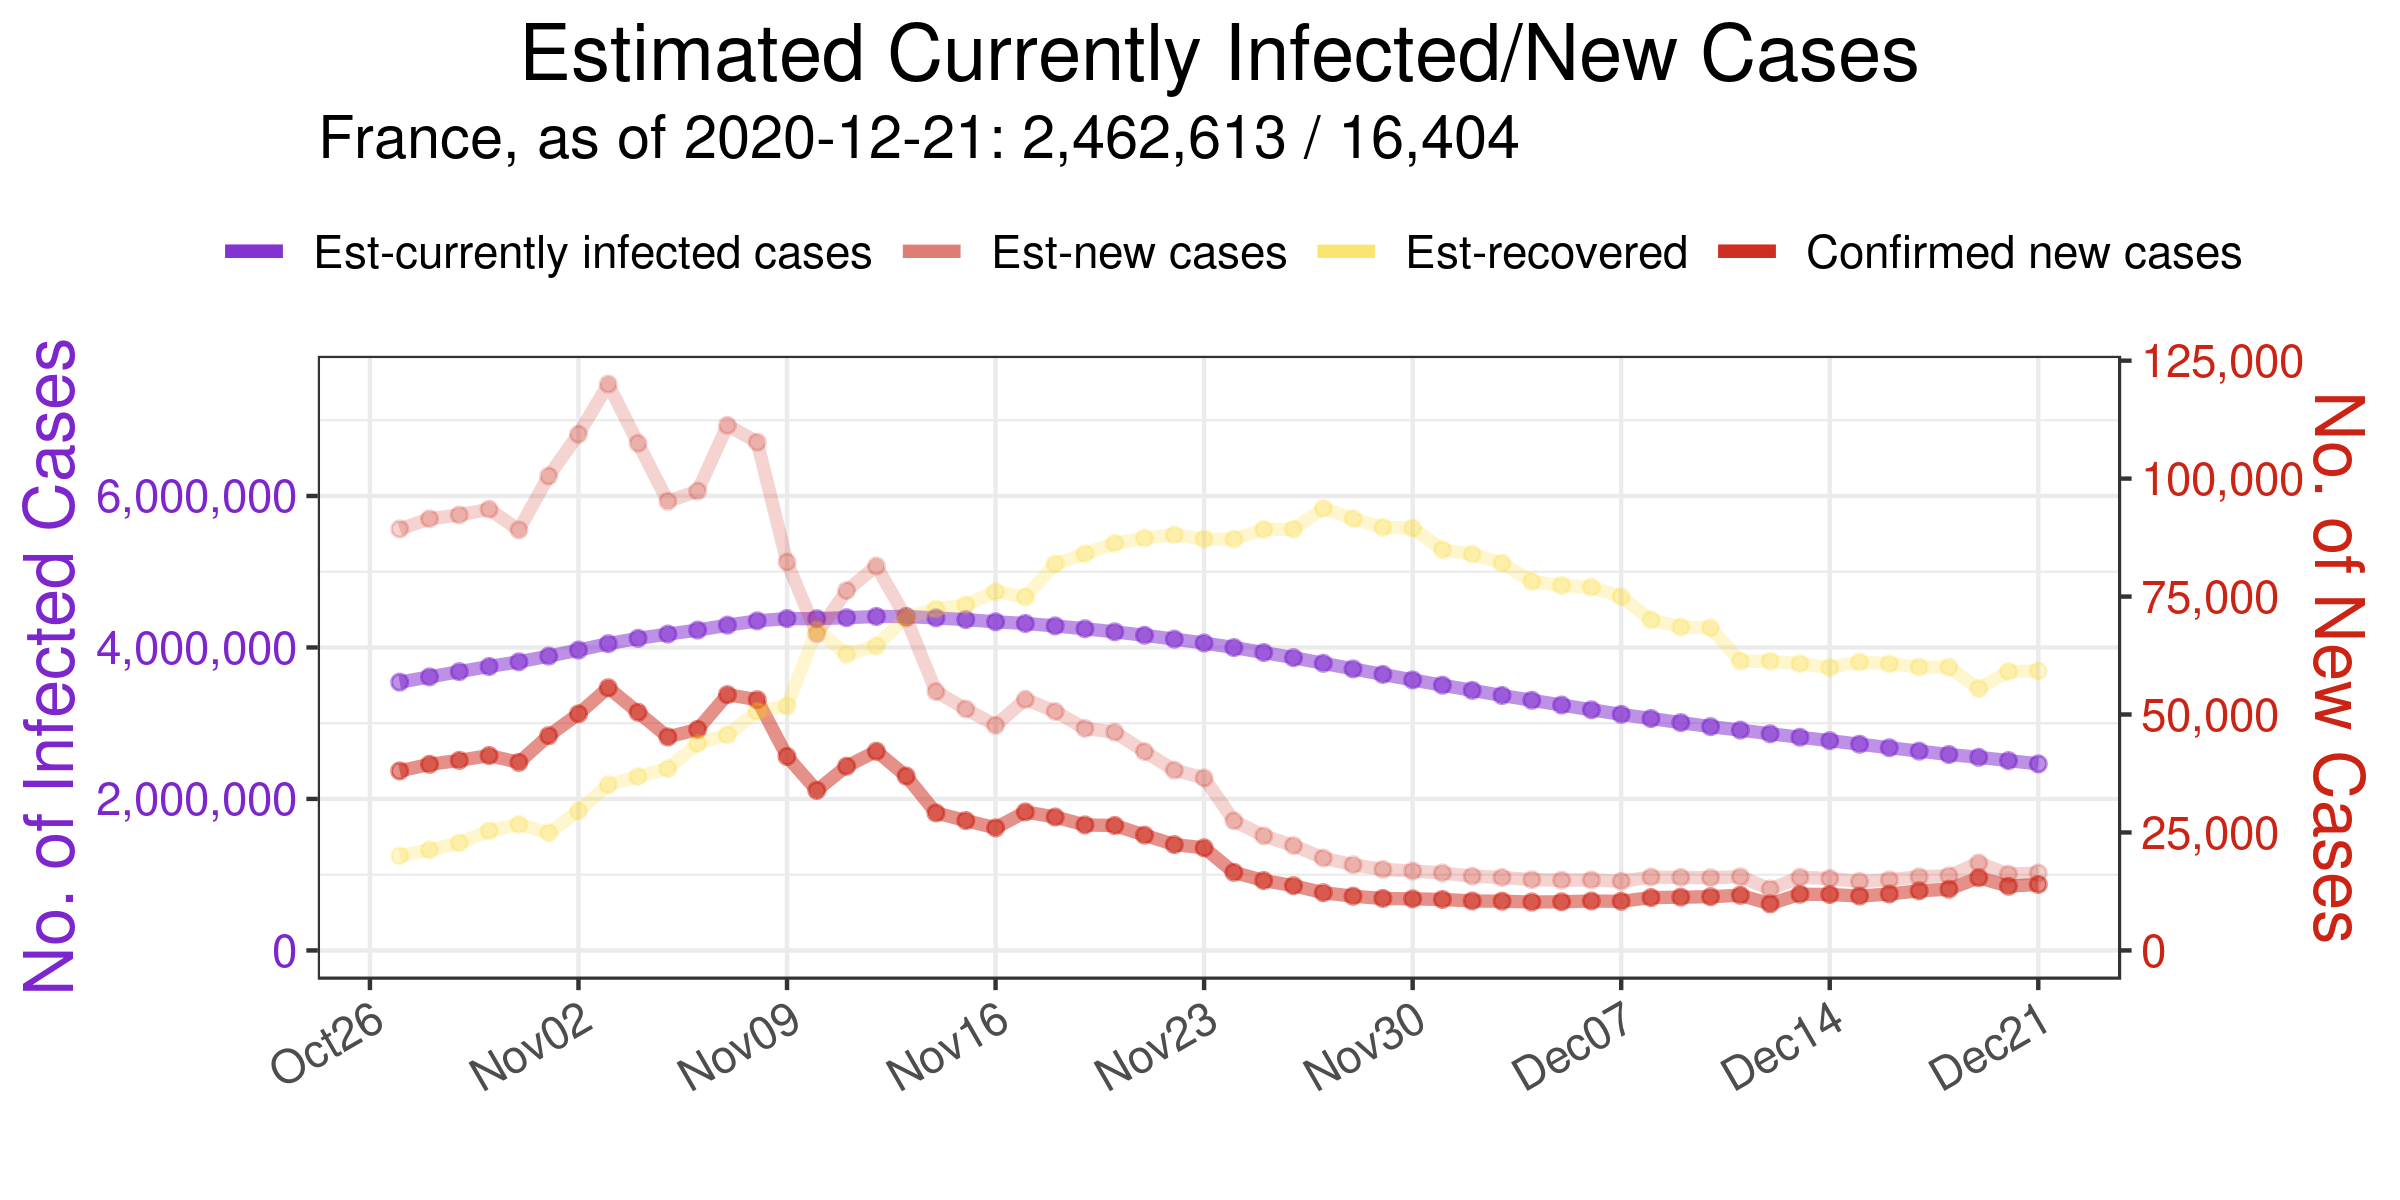 Estimated Currently Infected/New Cases
France, as of 2020-12-21: 2,462,613 / 16,404
Est-currently infected cases Est-new cases Est-recovered Confirmed new cases
No. of Infected Cases
6,000,000
4,000,000
2,000,000
0
125,000
100,000
75,000
50,000
25,000
0
No. of New Cases
Oct26 Nov02 Nov09 Nov16 Nov23 Nov30 Dec07 Dec14 Dec21